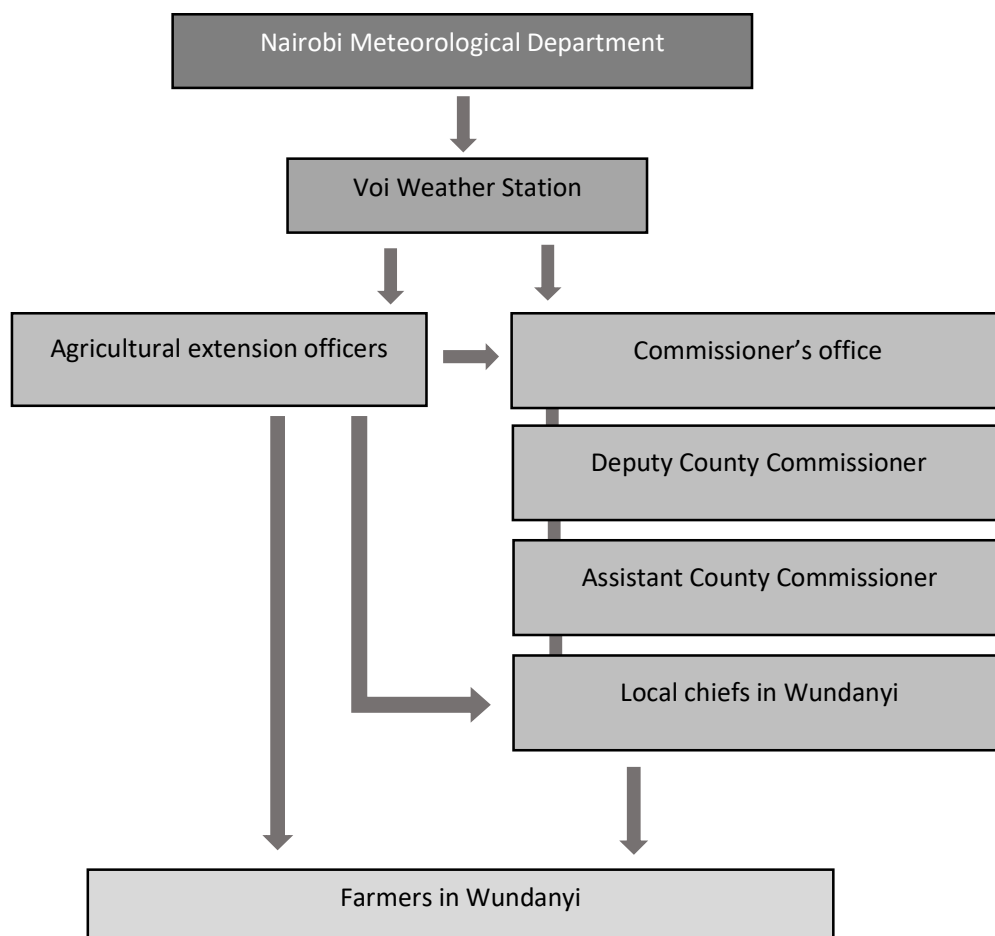 Nairobi Meteorological Department
Voi Weather Station
Agricultural extension officers
Commissioner’s office
Deputy County Commissioner
Assistant County Commissioner
Local chiefs in Wundanyi
Farmers in Wundanyi